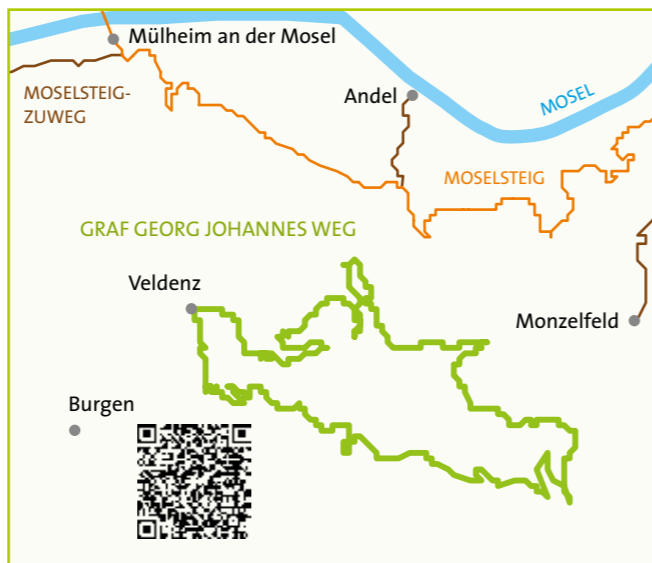 Mülheim an der Mosel
MOSELSTEIG-
ZUWEG
Andel
MOSEL
MOSELSTEIG
GRAF GEORG JOHANNES WEG
Veldenz
Monzelfeld
Burgen